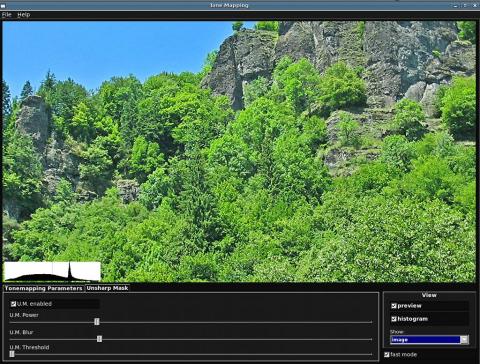 Tone Mapping
File Help
Tonemapping Parameters Unsharp Mask
U.M. enabled
U.M. Power
U.M. Blur
U.M. Threshold
View
preview
histogram
Show:
image
fast mode